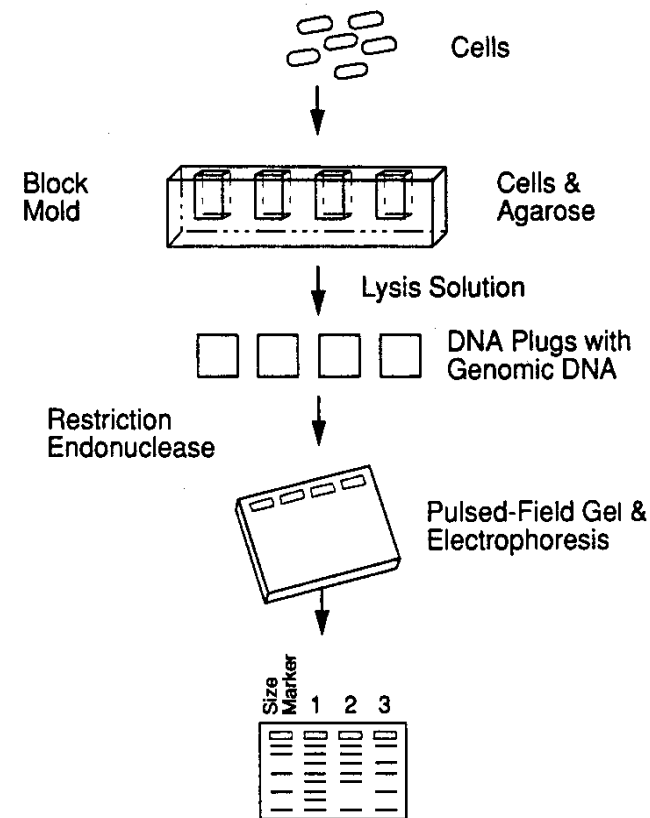 Cells
Block
Mold
Cells &
Agarose
Lysis Solution
DNA Plugs with
Genomic DNA
Restriction
Endonuclease
Pulsed-Field Gel &
Electrophoresis
Size
Marker
1 2 3